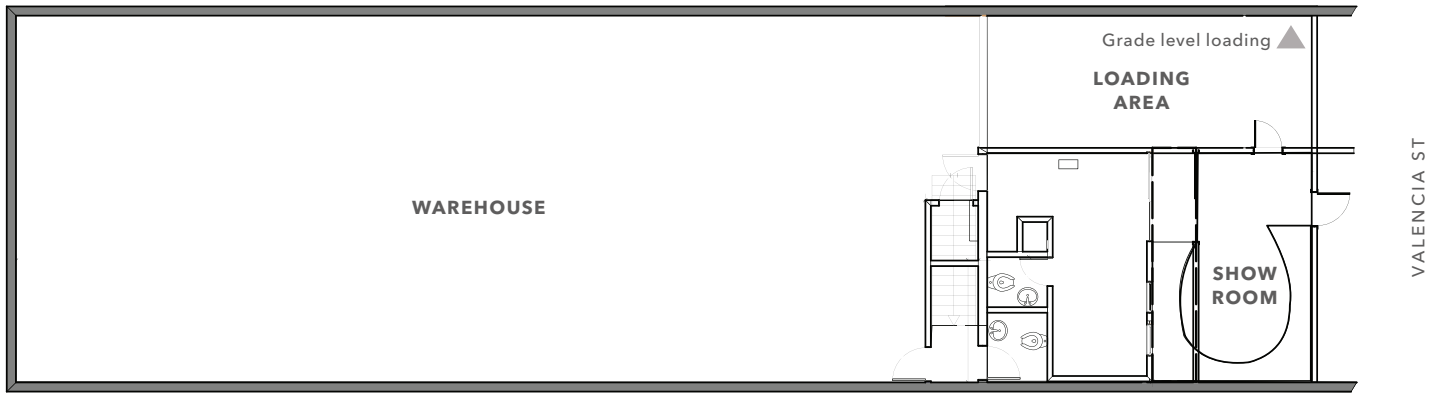 Grade level loading
LOADING
AREA
WAREHOUSE
SHOW
ROOM
VALENCIA ST